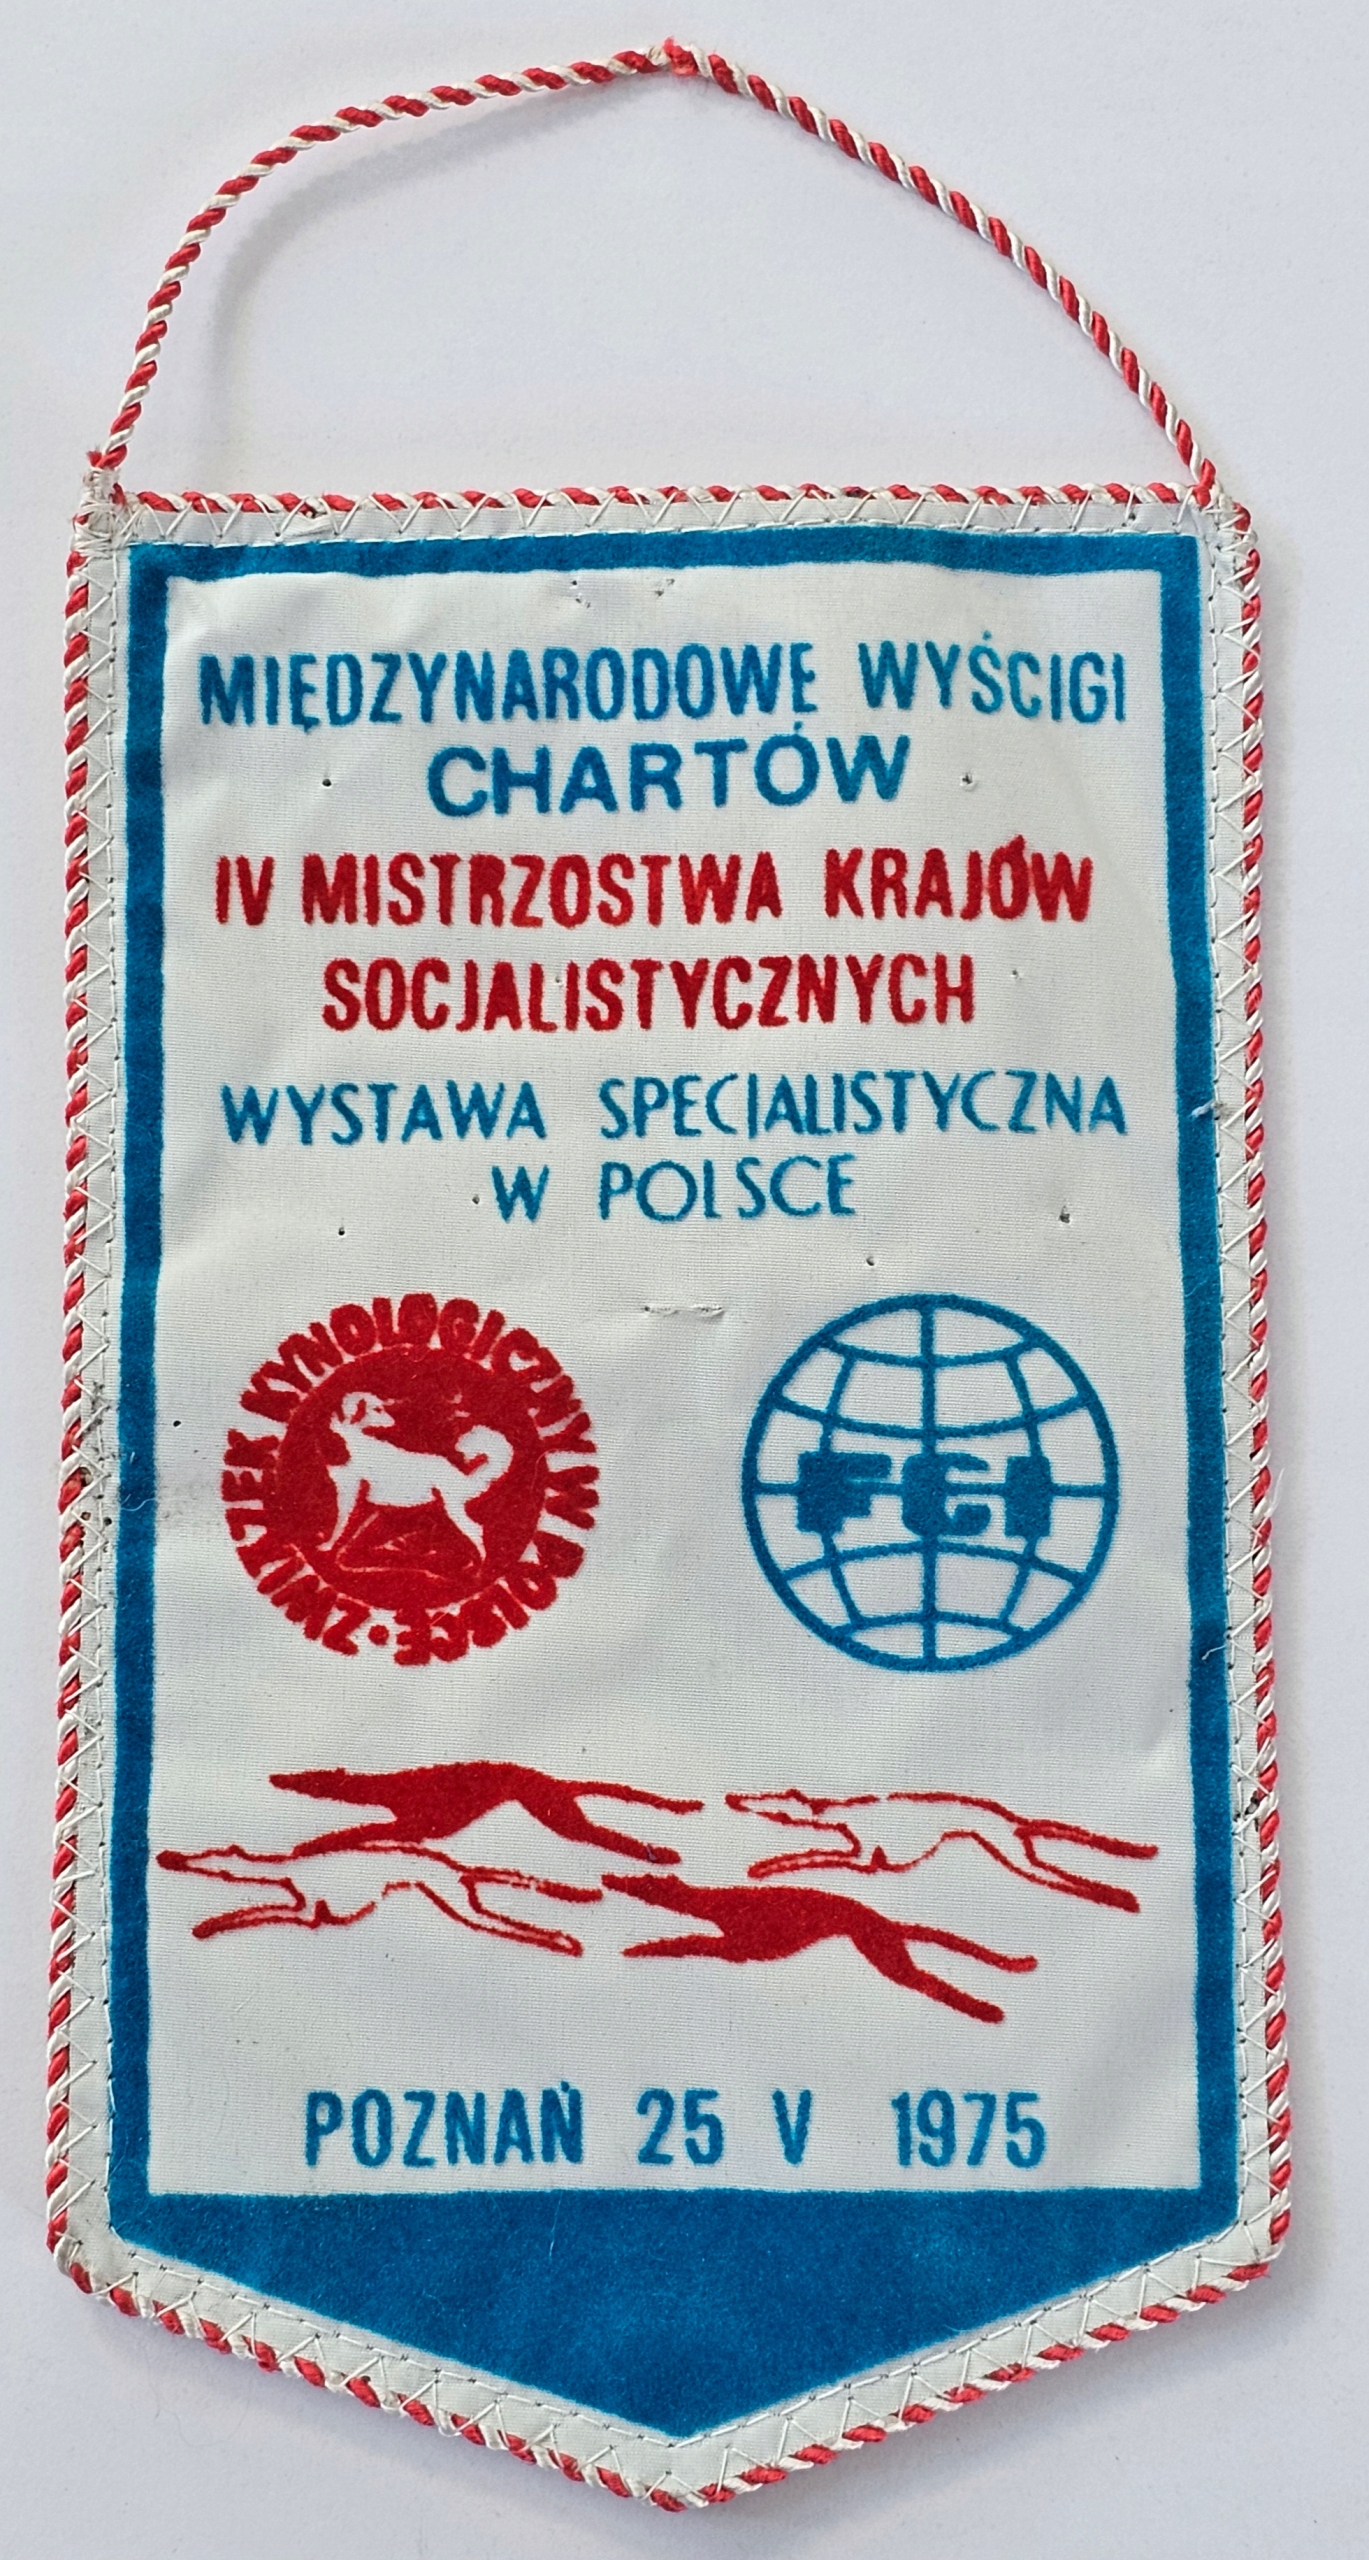 MIĘDZYNARODOWE WYŚCIGI
CHARTÓW
IV MISTRZOSTWA KRAJÓW
SOCJALISTYCZNYCH
WYSTAWA SPECJALISTYCZNA
W POLSCE
ZWIĄZEK KYNOLOGICZNY W POLSCE •
FCI
POZNAŃ 25 V 1975